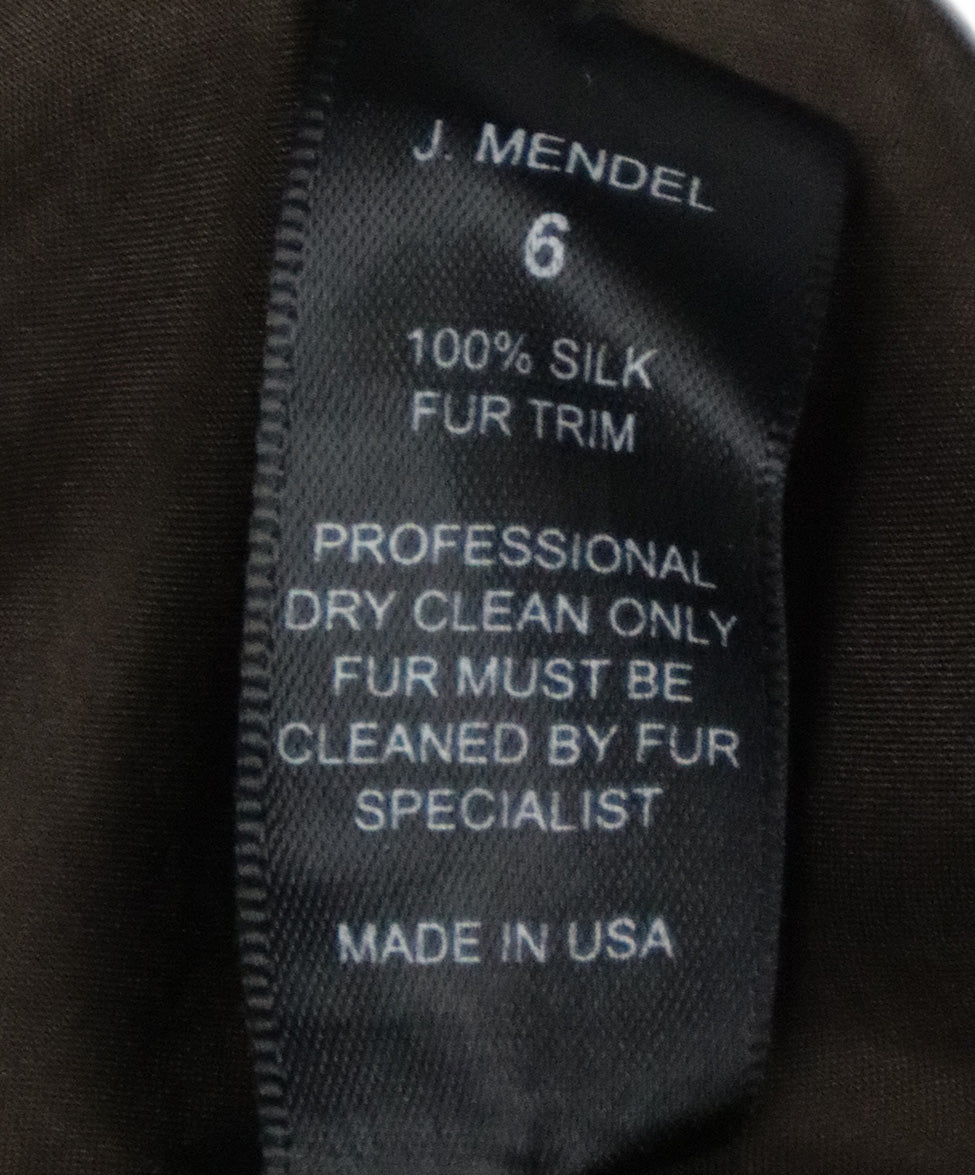 J. MENDEL
6
100% SILK
FUR TRIM
PROFESSIONAL
DRY CLEAN ONLY
FUR MUST BE
CLEANED BY FUR
SPECIALIST
MADE IN USA